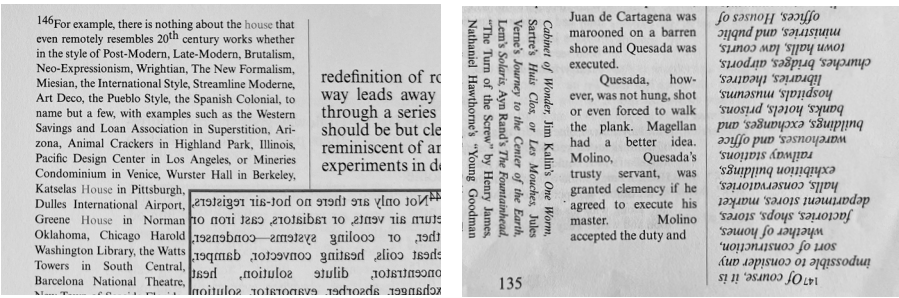 146For example, there is nothing about the house that
even remotely resembles 20th century works whether
in the style of Post-Modern, Late-Modern, Brutalism,
Neo-Expressionism, Wrightian, The New Formalism,
Miesian, the International Style, Streamline Moderne,
Art Deco, the Pueblo Style, the Spanish Colonial, to
name but a few, with examples such as the Western
Savings and Loan Association in Superstition, Ari-
zona, Animal Crackers in Highland Park, Illinois,
Pacific Design Center in Los Angeles, or Mineries
Condominium in Venice, Wurster Hall in Berkeley,
Katselas House in Pittsburgh,
Dulles International Airport,
Greene House in Norman
Oklahoma, Chicago Harold
Washington Library, the Watts
Towers in South Central,
Barcelona National Theatre,
redefinition of
way leads away
through a series
should be but
reminiscent of
experiments in
44Not only are there no hot-air registers,
turn air vents, or radiators, cast iron or
ther, or cooling systems—condenser,
heat coils, heating convector, damper,
oncentrator, dilute solution, heat
xchanger, absorber, evaporator solution
Cabinet of Wonder, Jim Kalin's One Worm,
Sartre's Huis Clos, or Les Mouches, Jules
Verne's Journey to the Center of the Earth,
Lem's Solaris, Ayn Rand's The Fountainhead,
“The Turn of the Screw” by Henry James,
Nathaniel Hawthorne's “Young Goodman
Juan de Cartagena was
marooned on a barren
shore and Quesada was
executed.
Quesada, how-
ever, was not hung, shot
or even forced to walk
the plank. Magellan
had a better idea.
Molino, Quesada's
trusty servant, was
granted clemency if he
agreed to execute his
master. Molino
accepted the duty and
147Of course, it is
impossible to consider any
sort of construction,
whether of homes,
factories, shops, stores,
department stores, market
halls, conservatories,
exhibition buildings,
railway stations,
warehouses and office
buildings, exchanges, and
banks, hotels, prisons,
hospitals, museums,
libraries, theatres,
churches, bridges, airports,
town halls, law courts,
ministries, and public
offices, Houses of
135